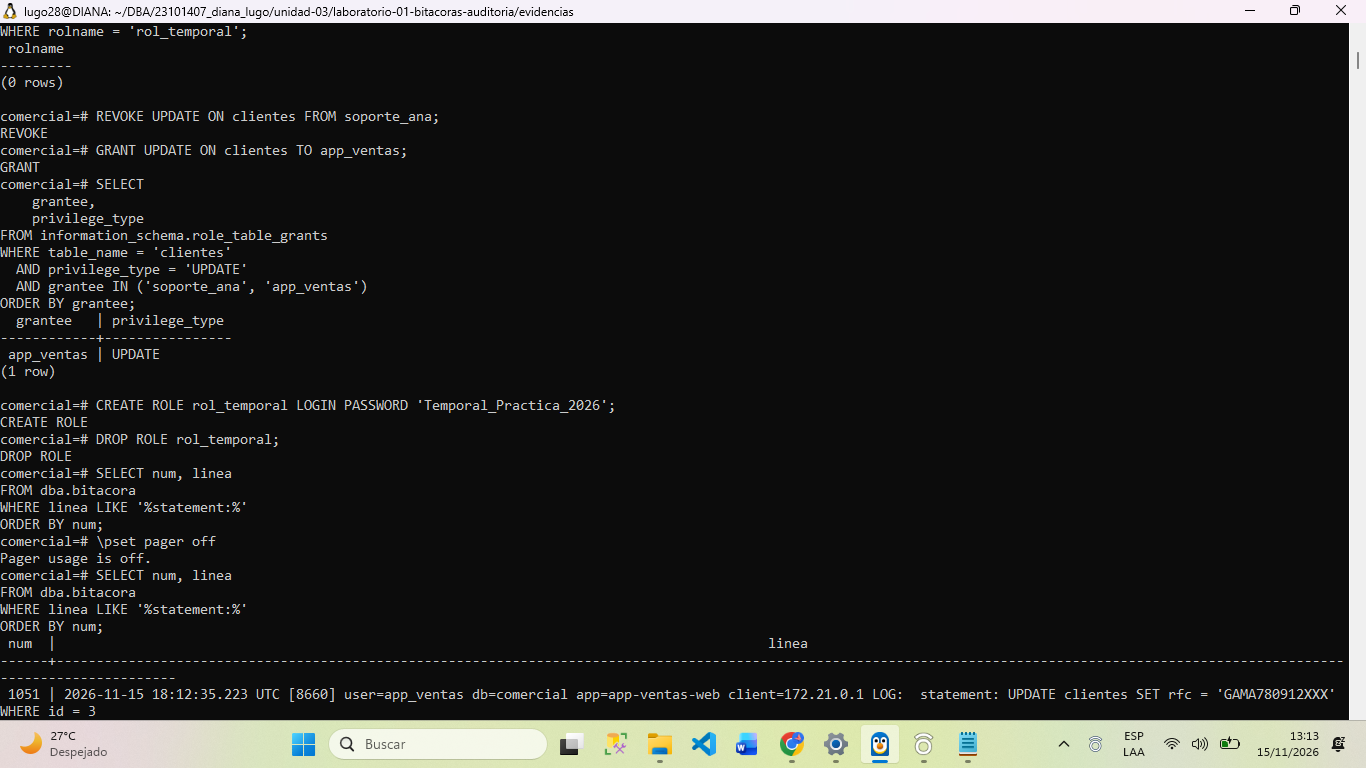 lugo28@DIANA: ~/DBA/23101407_diana_lugo/unidad-03/laboratorio-01-bitacoras-auditoria/evidencias
WHERE rolname = 'rol_temporal';
 rolname
---------
(0 rows)

comercial=# REVOKE UPDATE ON clientes FROM soporte_ana;
REVOKE
comercial=# GRANT UPDATE ON clientes TO app_ventas;
GRANT
comercial=# SELECT
    grantee,
    privilege_type
FROM information_schema.role_table_grants
WHERE table_name = 'clientes'
  AND privilege_type = 'UPDATE'
  AND grantee IN ('soporte_ana', 'app_ventas')
ORDER BY grantee;
  grantee   | privilege_type
------------+----------------
 app_ventas | UPDATE
(1 row)

comercial=# CREATE ROLE rol_temporal LOGIN PASSWORD 'Temporal_Practica_2026';
CREATE ROLE
comercial=# DROP ROLE rol_temporal;
DROP ROLE
comercial=# SELECT num, linea
FROM dba.bitacora
WHERE linea LIKE '%statement:%'
ORDER BY num;
comercial=# \pset pager off
Pager usage is off.
comercial=# SELECT num, linea
FROM dba.bitacora
WHERE linea LIKE '%statement:%'
ORDER BY num;
 num  | linea
 1051 | 2026-11-15 18:12:35.223 UTC [8660] user=app_ventas db=comercial app=app-ventas-web client=172.21.0.1 LOG:  statement: UPDATE clientes SET rfc = 'GAMA780912XXX'
WHERE id = 3
27°C
Despejado
Buscar
ESP
LAA
13:13
15/11/2026